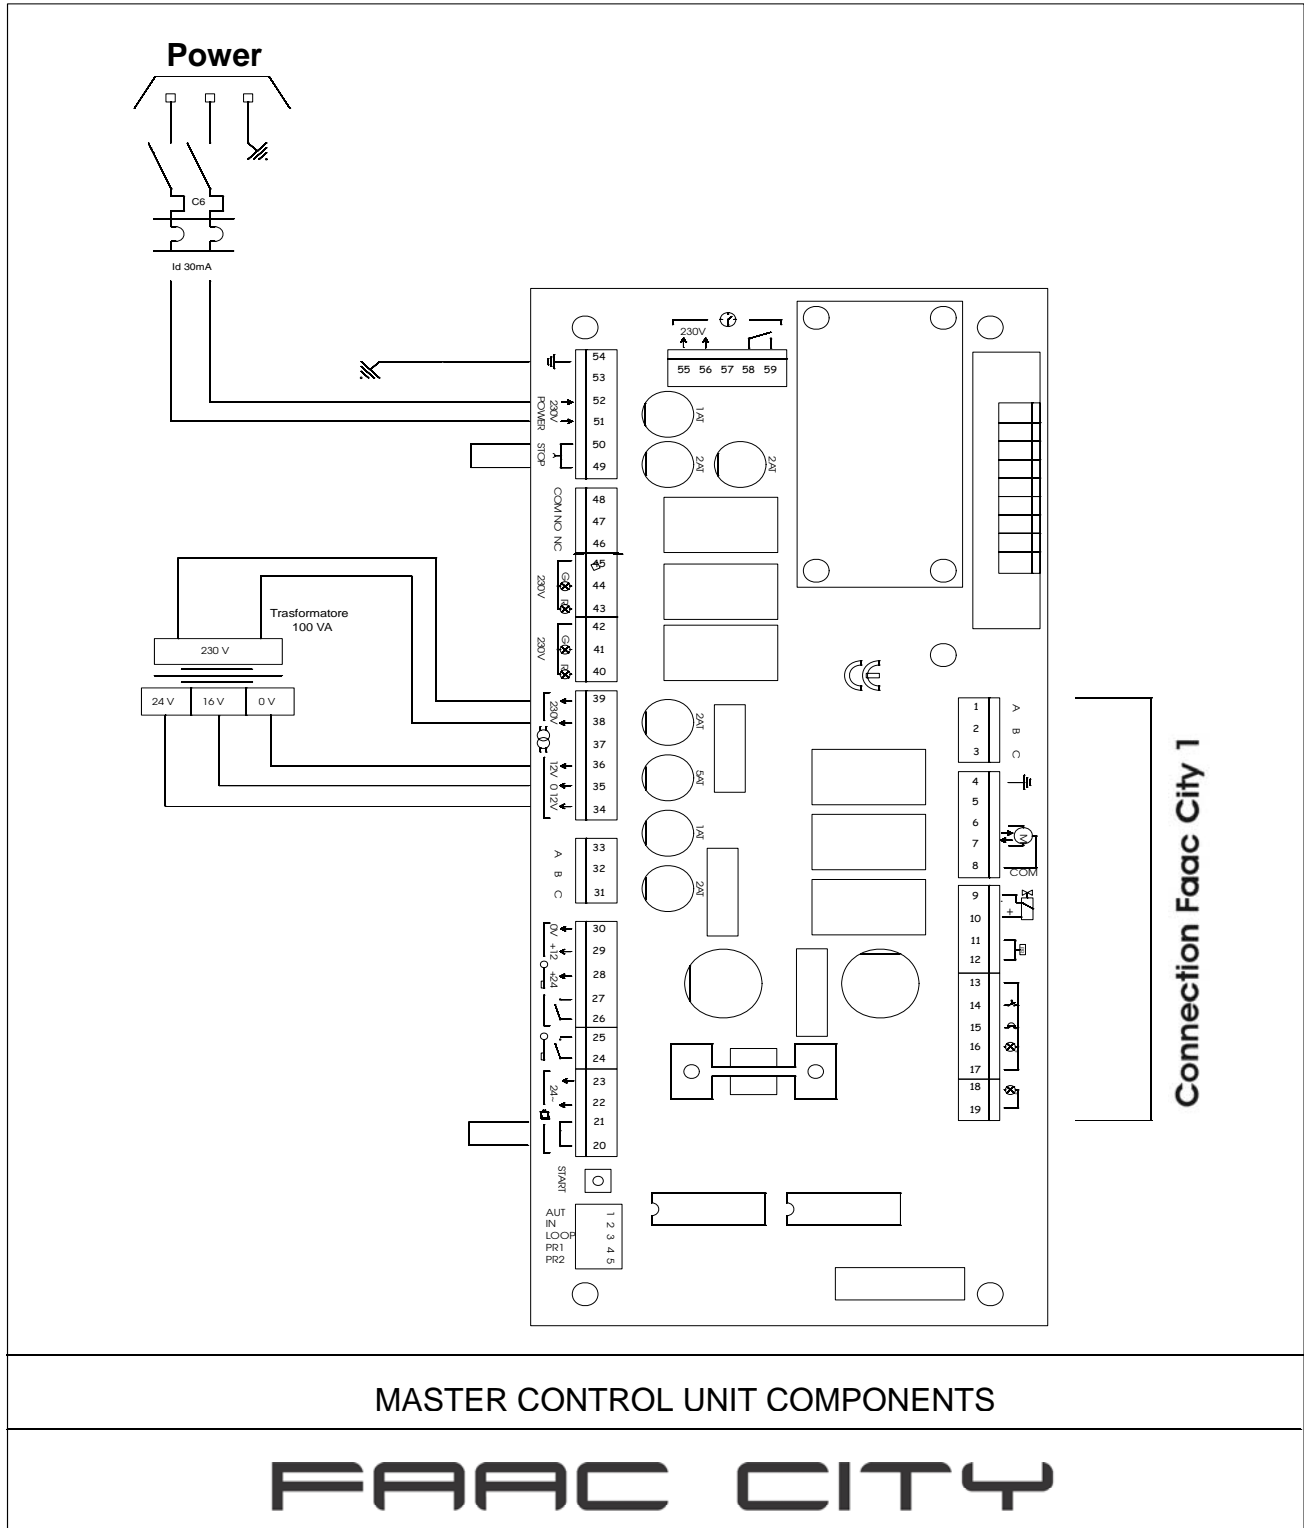 Power
C6
Id 30mA
230V
55 56 57 58 59
54
53
52
51
50
49
230V
POWER
STOP
1AT
2AT
2AT
48
47
46
COM NO NC
45
44
43
230V
G
R
42
41
40
230V
G
R
Trasformatore
100 VA
230 V
24 V
16 V
0 V
39
38
37
36
35
34
230V
12V 0 12V
2AT
5AT
1AT
2AT
CE
33
32
31
A
B
C
30
29
28
27
26
25
24
23
22
21
20
0V
+12
+24
24~
START
AUT
IN
LOOP
PR1
PR2
1 2 3 4 5
1
2
3
A
B
C
4
5
6
7
8
M
COM
9
10
+
11
12
13
14
15
16
17
18
19
Connection Faac City 1
MASTER CONTROL UNIT COMPONENTS
FAAC CITY